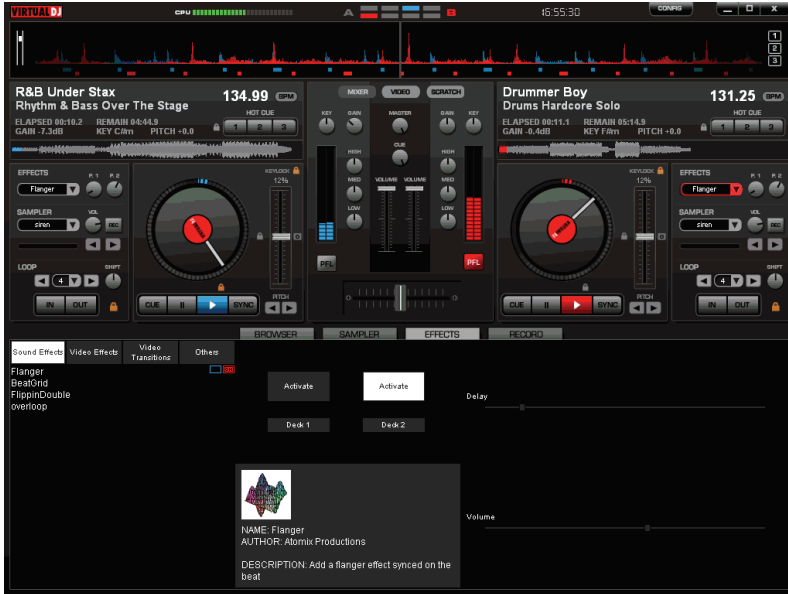 VIRTUAL DJ
CPU
A
B
16:55:30
CONFIG
X
1
2
3
R&B Under Stax
Rhythm & Bass Over The Stage
134.99 BPM
ELAPSED 00:10.2 REMAIN 04:44.9
GAIN -7.3dB KEY C#m PITCH +0.0
HOT CUE
1 2 3
MIXER VIDEO SCRATCH
KEY GAIN MASTER GAIN KEY
CUE
HIGH HIGH
MED VOLUME VOLUME MED
LOW LOW
PFL PFL
Drummer Boy
Drums Hardcore Solo
131.25 BPM
ELAPSED 00:11.1 REMAIN 05:14.9
GAIN -0.4dB KEY F#m PITCH +0.0
HOT CUE
1 2 3
EFFECTS P. 1 P. 2
Flanger
SAMPLER VOL
siren REC
LOOP SHIFT
4
IN OUT
KEYLOCK
12%
CUE II SYNC
PITCH
KEYLOCK
12%
CUE II SYNC
PITCH
EFFECTS P. 1 P. 2
Flanger
SAMPLER VOL
siren REC
LOOP SHIFT
4
IN OUT
BROWSER SAMPLER EFFECTS RECORD
Sound Effects Video Effects Video Transitions Others
Flanger
BeatGrid
FlippinDouble
overloop
Activate Activate
Deck 1 Deck 2
Delay
Volume
NAME: Flanger
AUTHOR: Atomix Productions
DESCRIPTION: Add a flanger effect synced on the
beat